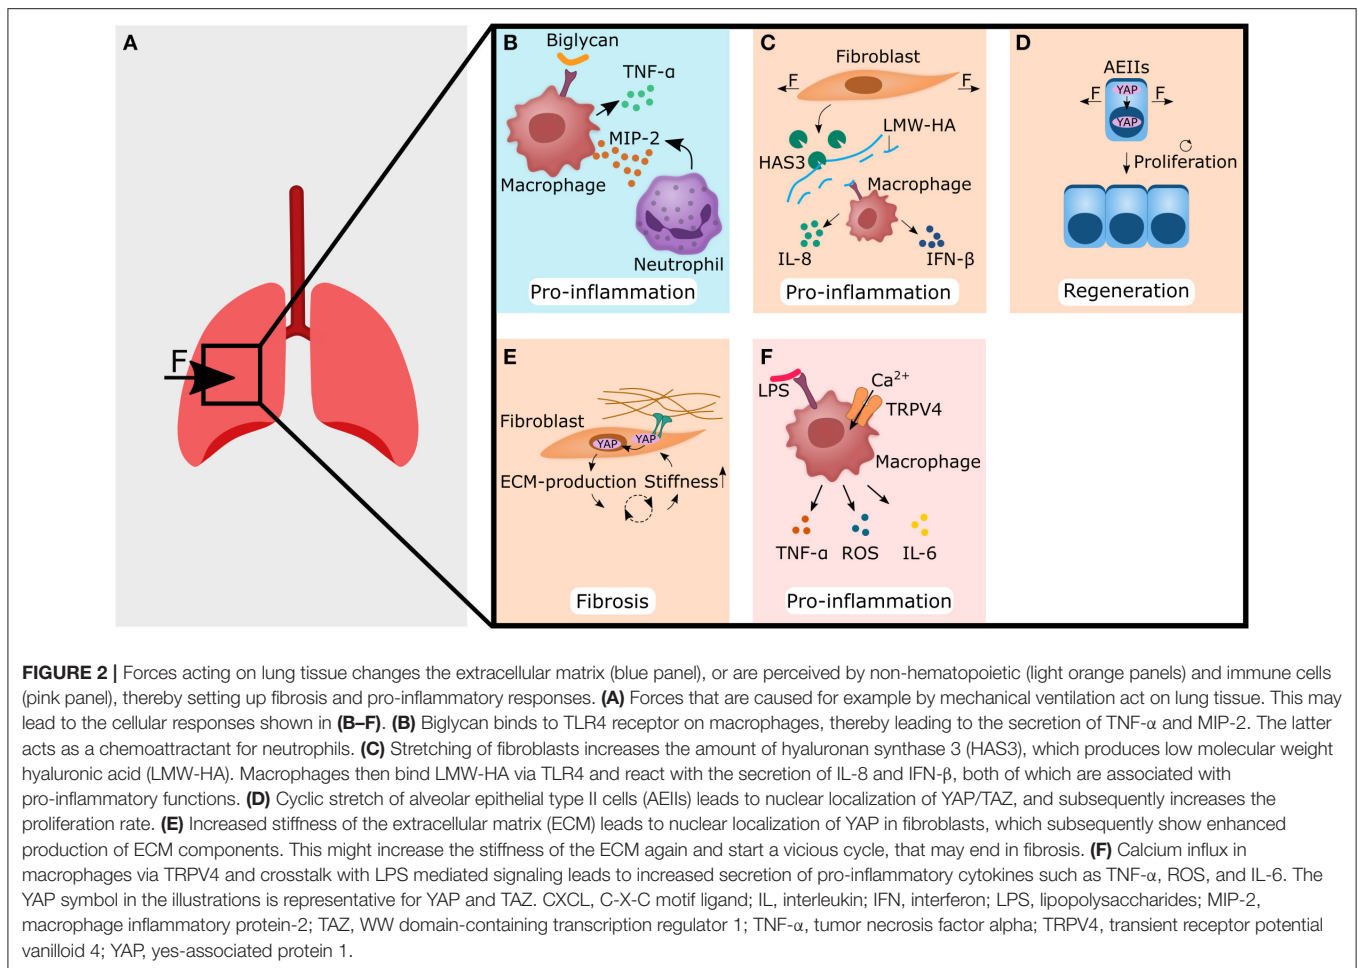 A
F
B
Biglycan
TNF-α
MIP-2
Macrophage
Neutrophil
Pro-inflammation
C
Fibroblast
F
F
LMW-HA
HAS3
Macrophage
IL-8
IFN-β
Pro-inflammation
D
AEIIs
F
YAP
F
YAP
Proliferation
Regeneration
E
Fibroblast
YAP
YAP
ECM-production
Stiffness
Fibrosis
F
LPS
Ca²⁺
TRPV4
Macrophage
TNF-α
ROS
IL-6
Pro-inflammation
FIGURE 2 | Forces acting on lung tissue changes the extracellular matrix (blue panel), or are perceived by non-hematopoietic (light orange panels) and immune cells
(pink panel), thereby setting up fibrosis and pro-inflammatory responses. (A) Forces that are caused for example by mechanical ventilation act on lung tissue. This may
lead to the cellular responses shown in (B–F). (B) Biglycan binds to TLR4 receptor on macrophages, thereby leading to the secretion of TNF-α and MIP-2. The latter
acts as a chemoattractant for neutrophils. (C) Stretching of fibroblasts increases the amount of hyaluronan synthase 3 (HAS3), which produces low molecular weight
hyaluronic acid (LMW-HA). Macrophages then bind LMW-HA via TLR4 and react with the secretion of IL-8 and IFN-β, both of which are associated with
pro-inflammatory functions. (D) Cyclic stretch of alveolar epithelial type II cells (AEIIs) leads to nuclear localization of YAP/TAZ, and subsequently increases the
proliferation rate. (E) Increased stiffness of the extracellular matrix (ECM) leads to nuclear localization of YAP in fibroblasts, which subsequently show enhanced
production of ECM components. This might increase the stiffness of the ECM again and start a vicious cycle, that may end in fibrosis. (F) Calcium influx in
macrophages via TRPV4 and crosstalk with LPS mediated signaling leads to increased secretion of pro-inflammatory cytokines such as TNF-α, ROS, and IL-6. The
YAP symbol in the illustrations is representative for YAP and TAZ. CXCL, C-X-C motif ligand; IL, interleukin; IFN, interferon; LPS, lipopolysaccharides; MIP-2,
macrophage inflammatory protein-2; TAZ, WW domain-containing transcription regulator 1; TNF-α, tumor necrosis factor alpha; TRPV4, transient receptor potential
vanilloid 4; YAP, yes-associated protein 1.